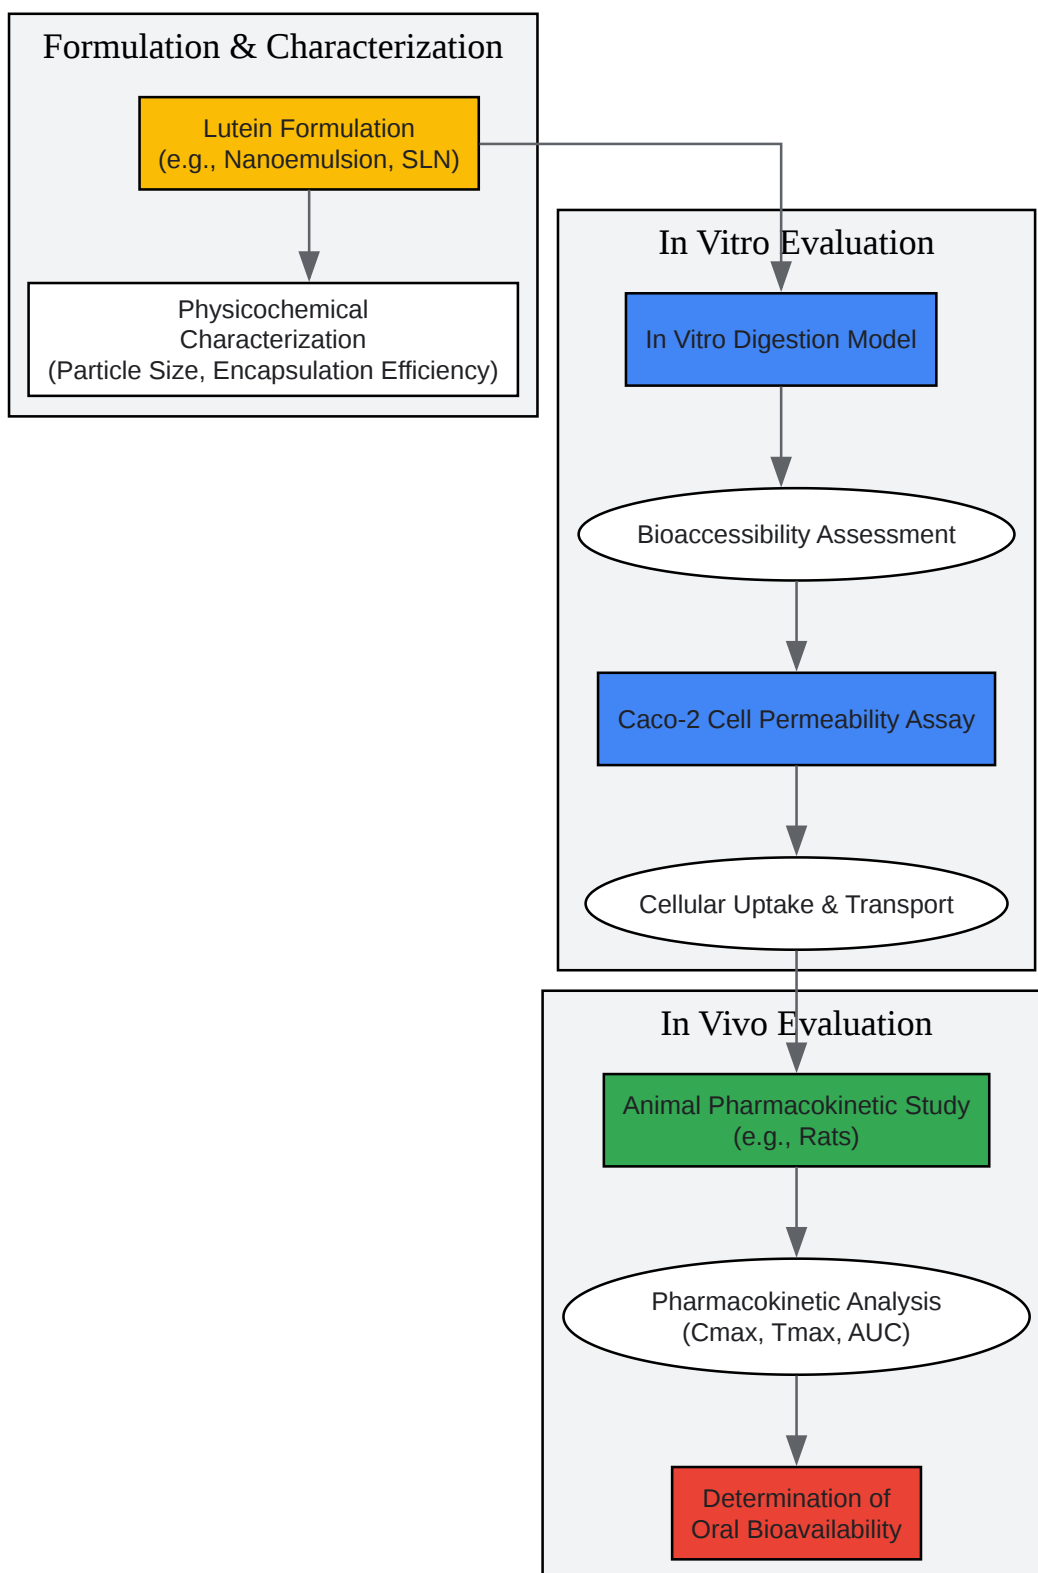 Formulation & Characterization
Lutein Formulation
(e.g., Nanoemulsion, SLN)
Physicochemical
Characterization
(Particle Size, Encapsulation Efficiency)
In Vitro Evaluation
In Vitro Digestion Model
Bioaccessibility Assessment
Caco-2 Cell Permeability Assay
Cellular Uptake & Transport
In Vivo Evaluation
Animal Pharmacokinetic Study
(e.g., Rats)
Pharmacokinetic Analysis
(Cmax, Tmax, AUC)
Determination of
Oral Bioavailability